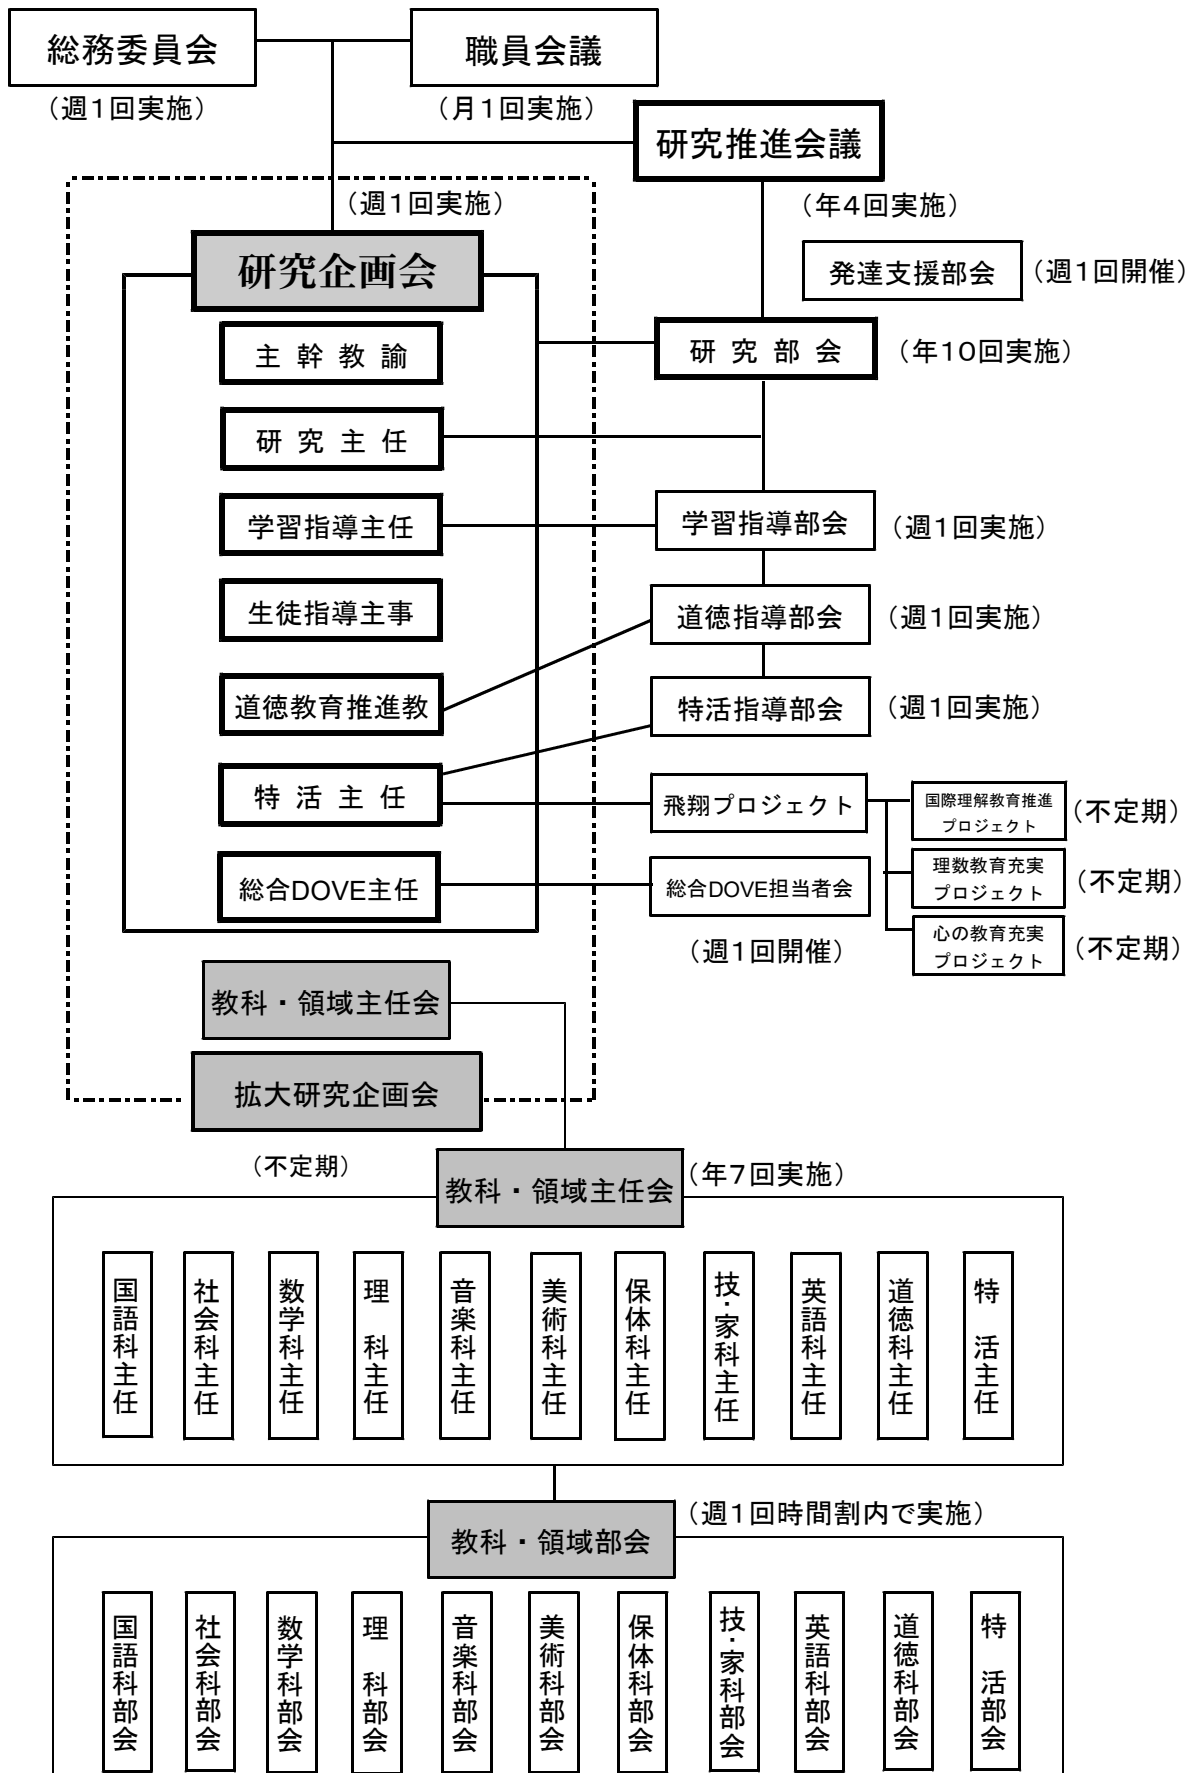 総務委員会
職員会議
（週1回実施）
（月1回実施）
研究推進会議
（週1回実施）
（年4回実施）
研究企画会
発達支援部会
（週1回開催）
主幹教諭
研究部会
（年10回実施）
研究主任
学習指導主任
学習指導部会
（週1回実施）
生徒指導主事
道徳指導部会
（週1回実施）
道徳教育推進教
特活指導部会
（週1回実施）
特活主任
飛翔プロジェクト
国際理解教育推進
プロジェクト
（不定期）
理数教育充実
プロジェクト
（不定期）
総合DOVE主任
総合DOVE担当者会
心の教育充実
プロジェクト
（不定期）
（週1回開催）
教科・領域主任会
拡大研究企画会
（不定期）
教科・領域主任会
（年7回実施）
国語科主任
社会科主任
数学科主任
理　科主任
音楽科主任
美術科主任
保体科主任
技・家科主任
英語科主任
道徳科主任
特　活主任
教科・領域部会
（週1回時間割内で実施）
国語科部会
社会科部会
数学科部会
理　科部会
音楽科部会
美術科部会
保体科部会
技・家科部会
英語科部会
道徳科部会
特　活部会